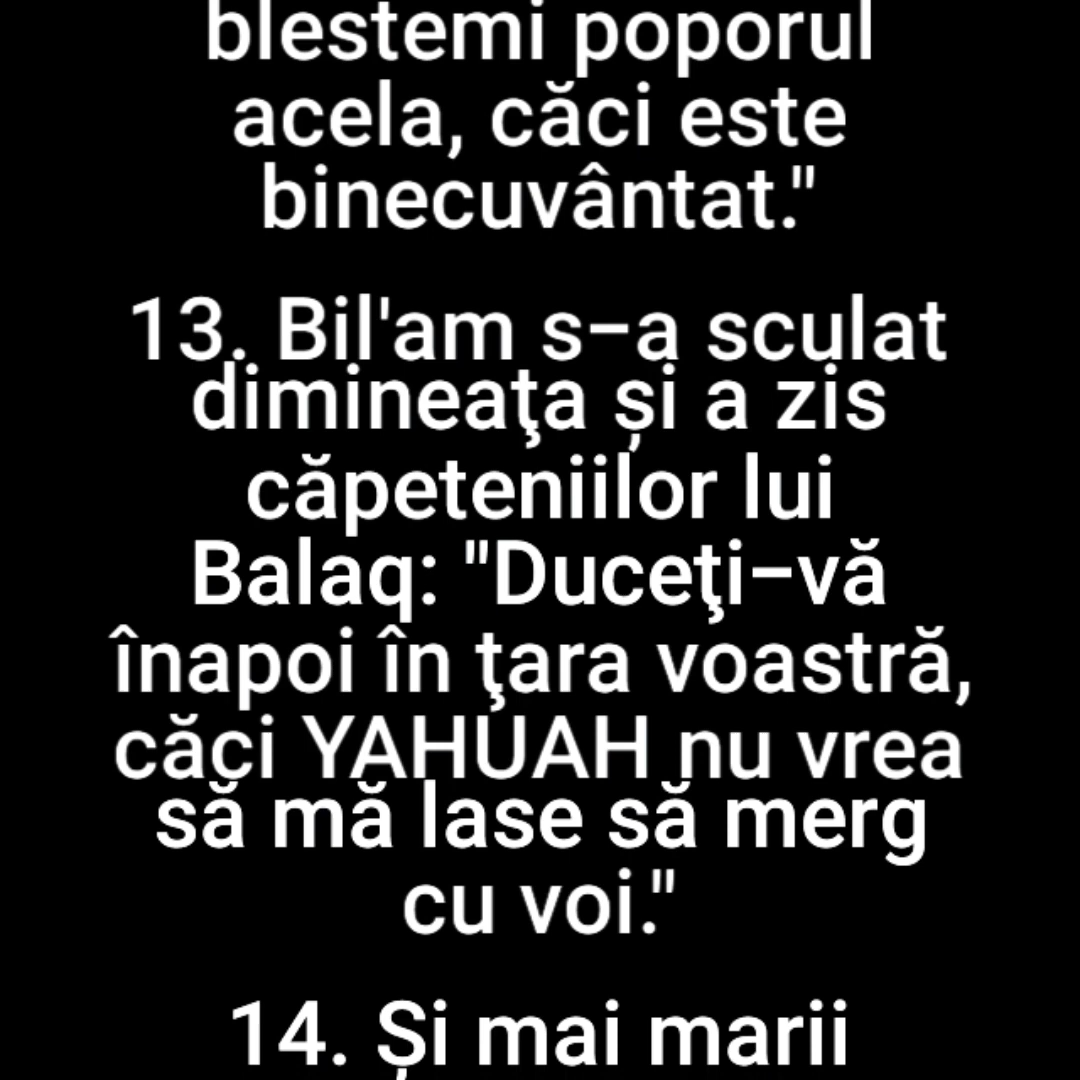 blestemi poporul
acela, căci este
binecuvântat."
13. Bil'am s–a sculat
dimineaţa și a zis
căpeteniilor lui
Balaq: "Duceţi–vă
înapoi în ţara voastră,
căci YAHUAH nu vrea
să mă lase să merg
cu voi."
14. Și mai marii